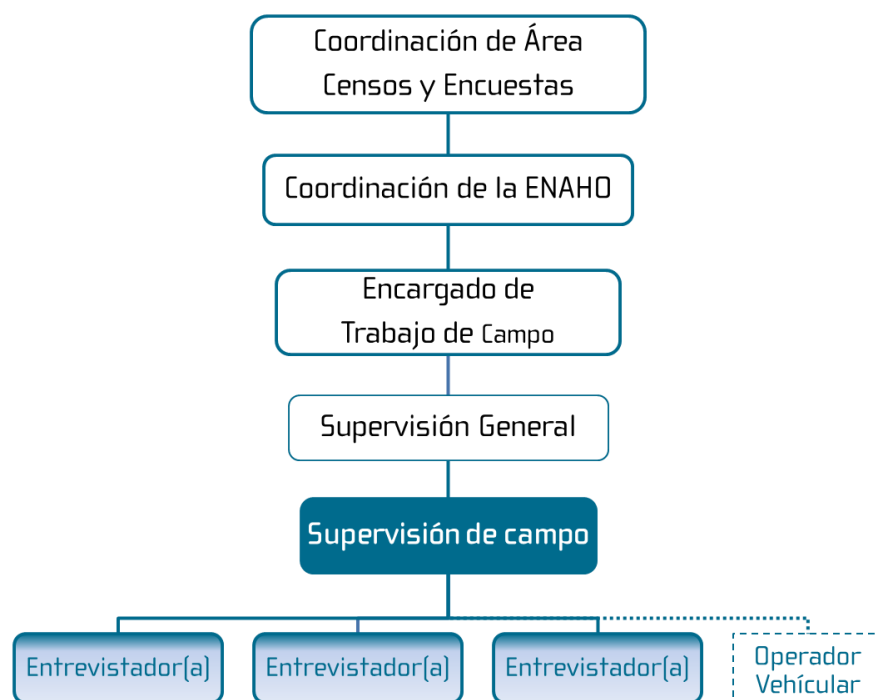 Coordinación de Área
Censos y Encuestas
Coordinación de la ENAHO
Encargado de
Trabajo de Campo
Supervisión General
Supervisión de campo
Entrevistador(a)
Entrevistador(a)
Entrevistador(a)
Operador
Vehícular